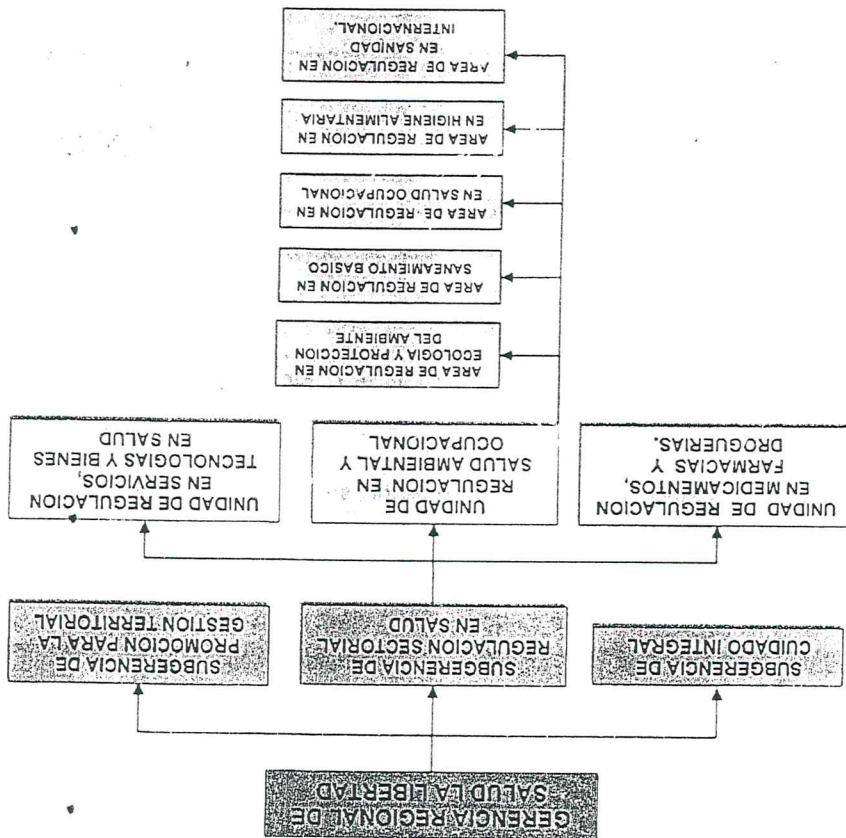 GERENCIA REGIONAL DE
SALUD LA LIBERTAD
SUBGERENCIA DE
CUIDADO INTEGRAL
SUBGERENCIA DE
REGULACION SECTORIAL
EN SALUD
SUBGERENCIA DE
PROMOCION PARA LA
GESTION TERRITORIAL
UNIDAD DE REGULACION
EN MEDICAMENTOS,
FARMACIAS Y
DROGUERIAS.
UNIDAD DE
REGULACION EN
SALUD AMBIENTAL Y
OCUPACIONAL
UNIDAD DE REGULACION
EN SERVICIOS,
TECNOLOGIAS Y BIENES
EN SALUD
AREA DE REGULACION EN
ECOLOGIA Y PROTECCION
DEL AMBIENTE
AREA DE REGULACION EN
SANEAMIENTO BASICO
AREA DE REGULACION EN
EN SALUD OCUPACIONAL
AREA DE REGULACION EN
EN HIGIENE ALIMENTARIA
AREA DE REGULACION EN
EN SANIDAD
INTERNACIONAL.